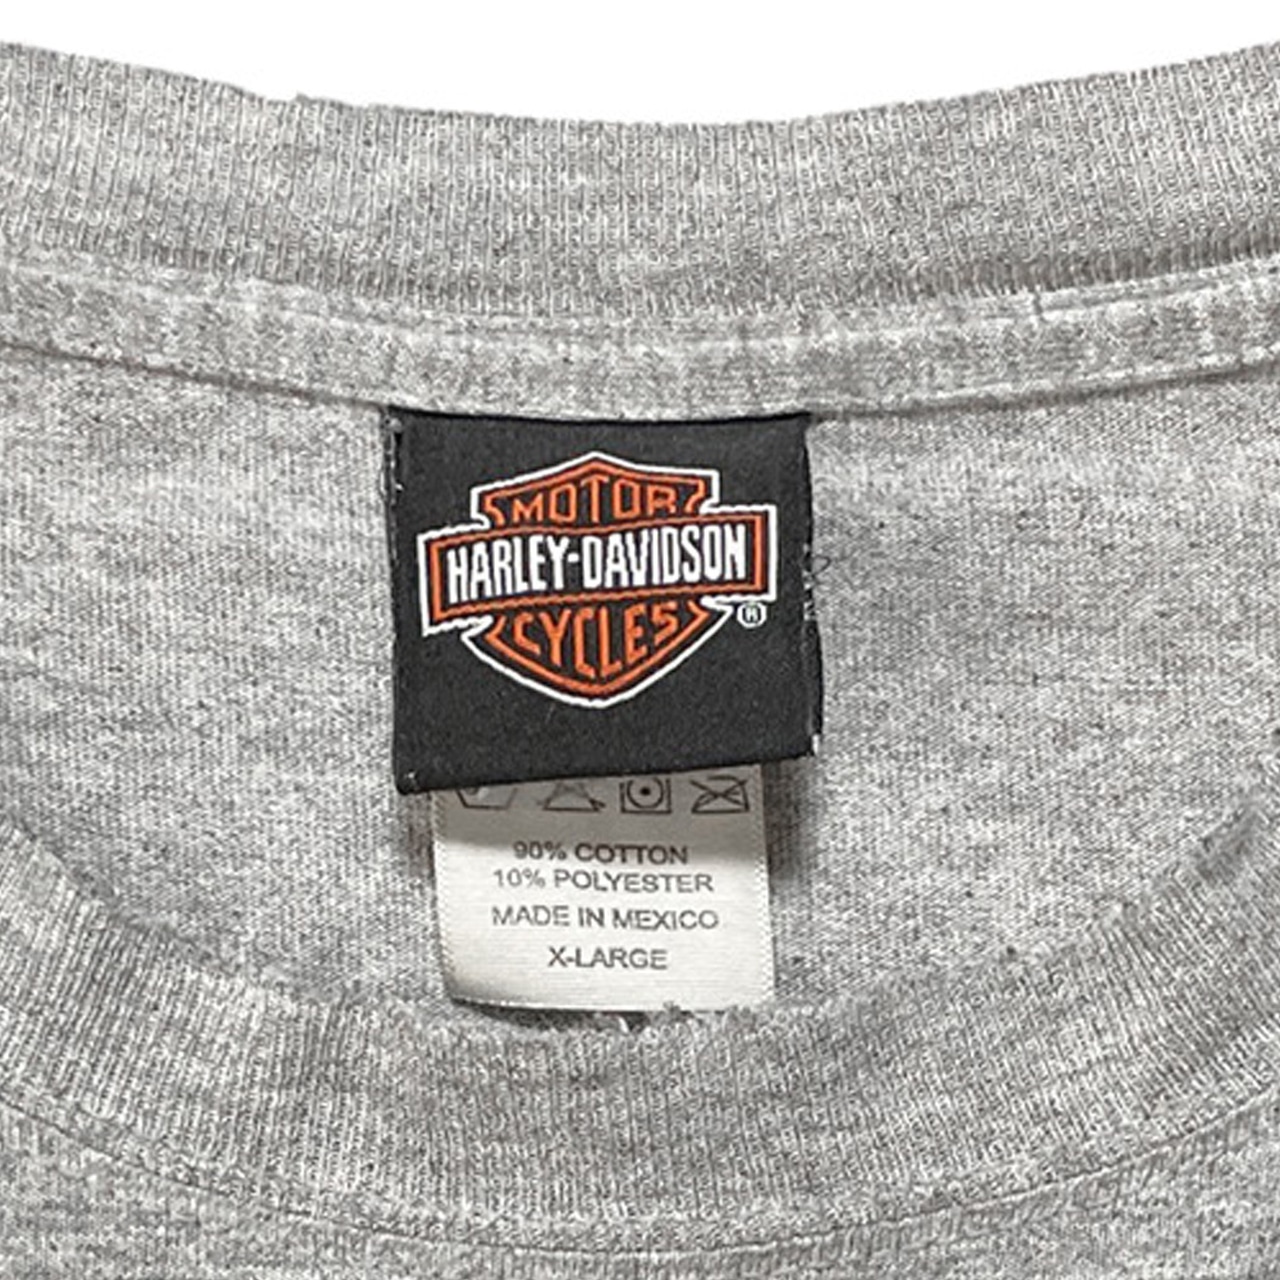 MOTOR
HARLEY-DAVIDSON
CYCLES
®
90% COTTON
10% POLYESTER
MADE IN MEXICO
X-LARGE